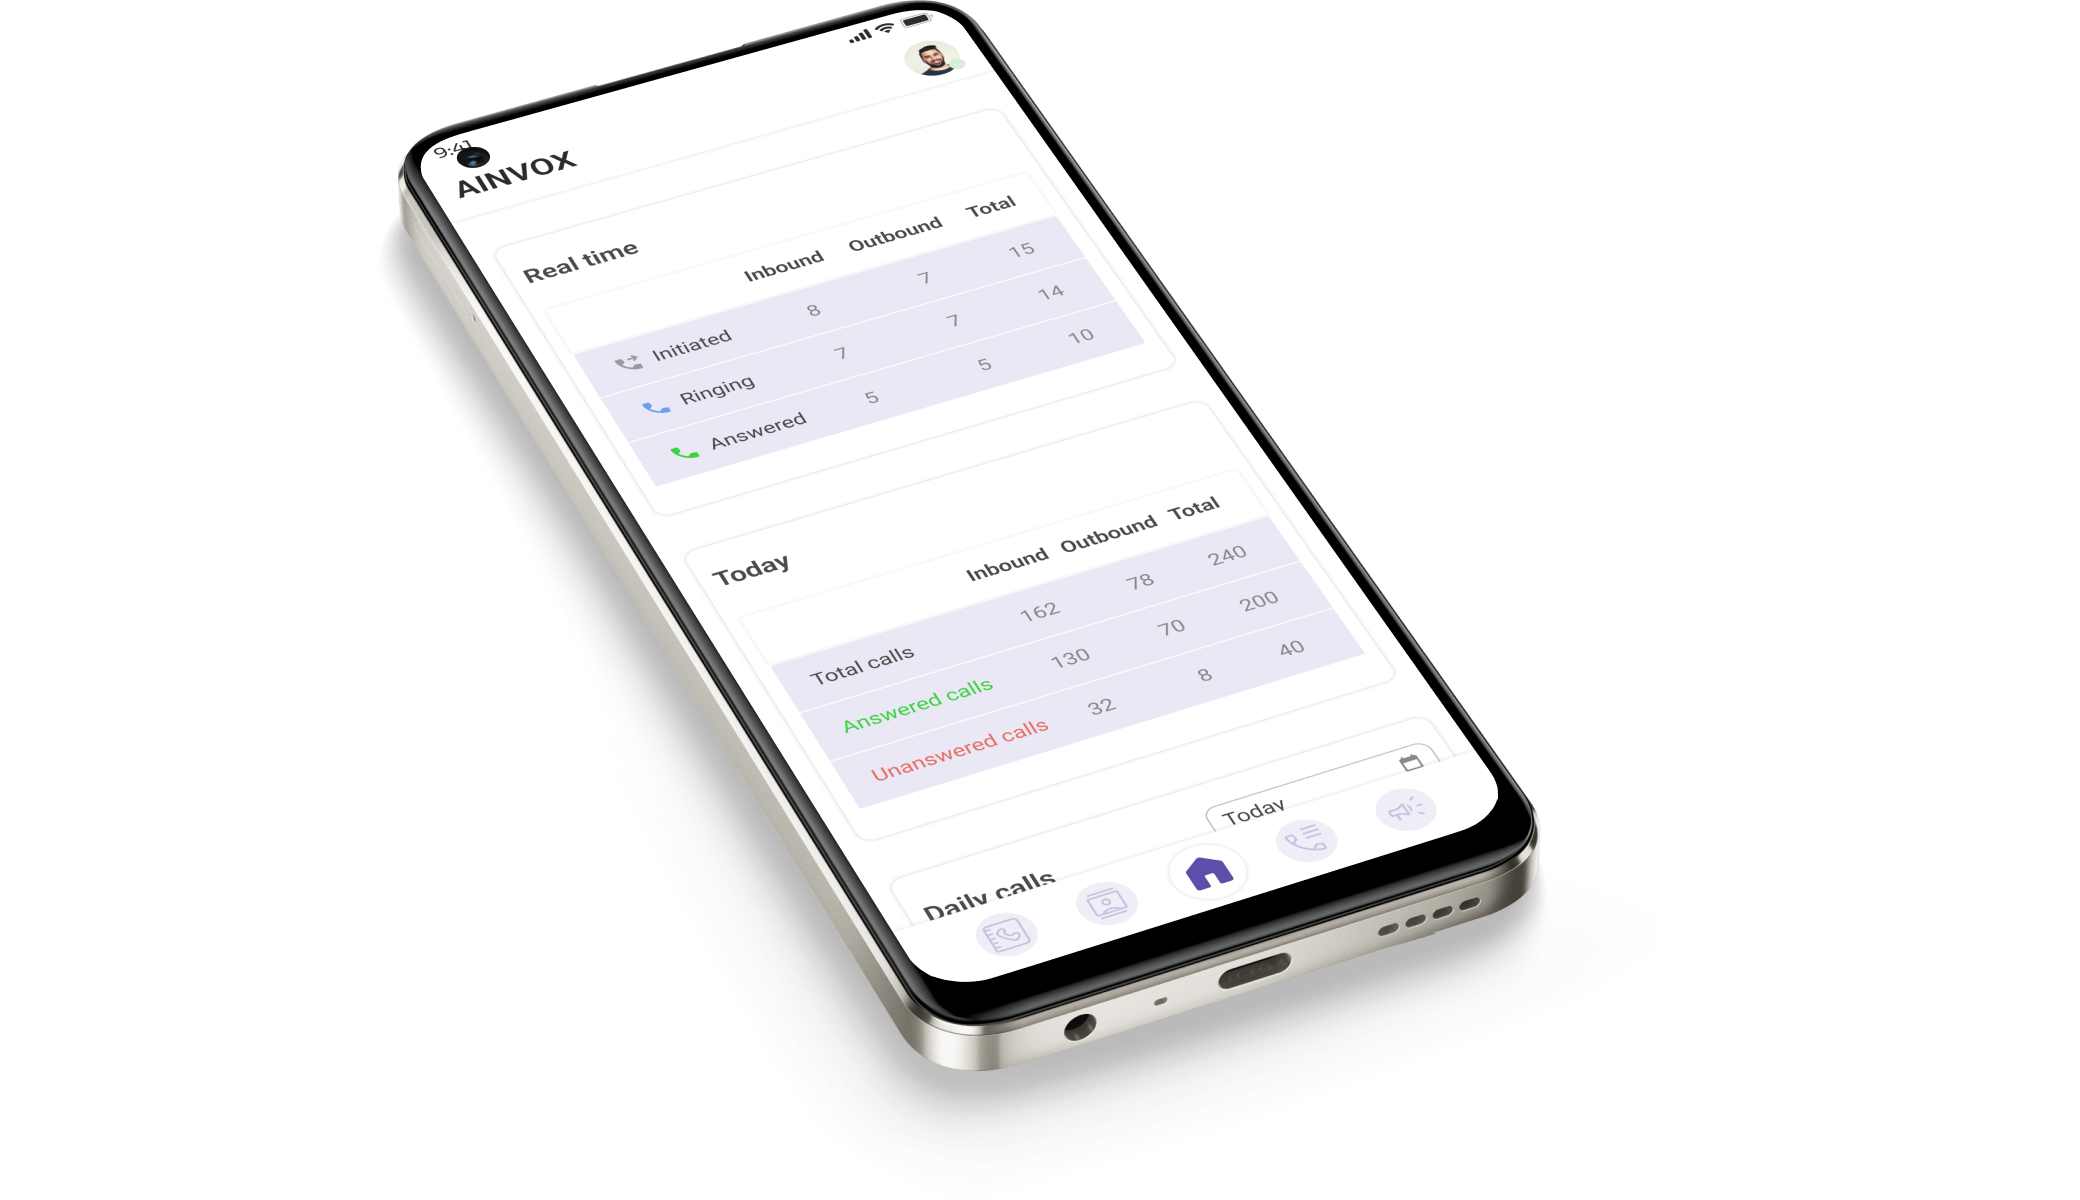 9:41
AINVOX
Real time
Inbound Outbound Total
Initiated 8 7 15
Ringing 7 7 14
Answered 5 5 10
Today
Inbound Outbound Total
Total calls 162 78 240
Answered calls 130 70 200
Unanswered calls 32 8 40
Today
Daily calls